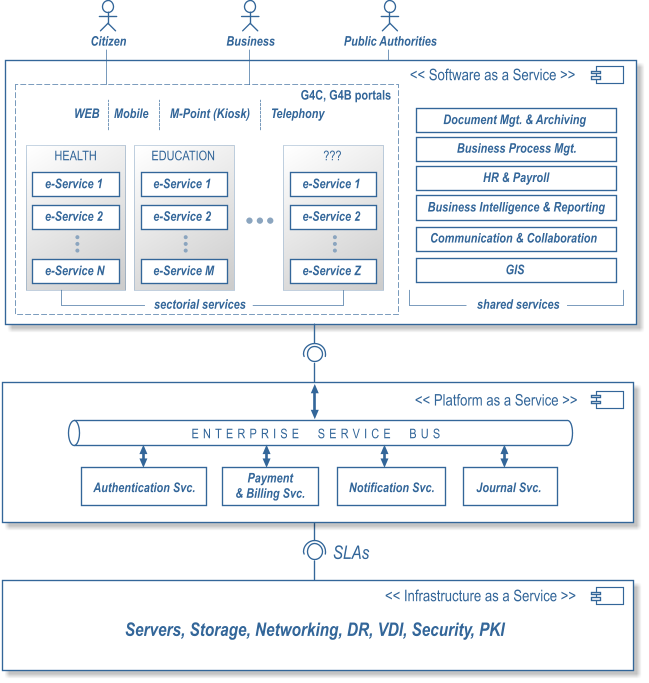 Citizen
Business
Public Authorities
<< Software as a Service >>
G4C, G4B portals
WEB
Mobile
M-Point (Kiosk)
Telephony
HEALTH
e-Service 1
e-Service 2
e-Service N
EDUCATION
e-Service 1
e-Service 2
e-Service M
???
e-Service 1
e-Service 2
e-Service Z
sectorial services
Document Mgt. & Archiving
Business Process Mgt.
HR & Payroll
Business Intelligence & Reporting
Communication & Collaboration
GIS
shared services
<< Platform as a Service >>
ENTERPRISE SERVICE BUS
Authentication Svc.
Payment
& Billing Svc.
Notification Svc.
Journal Svc.
SLAs
<< Infrastructure as a Service >>
Servers, Storage, Networking, DR, VDI, Security, PKI